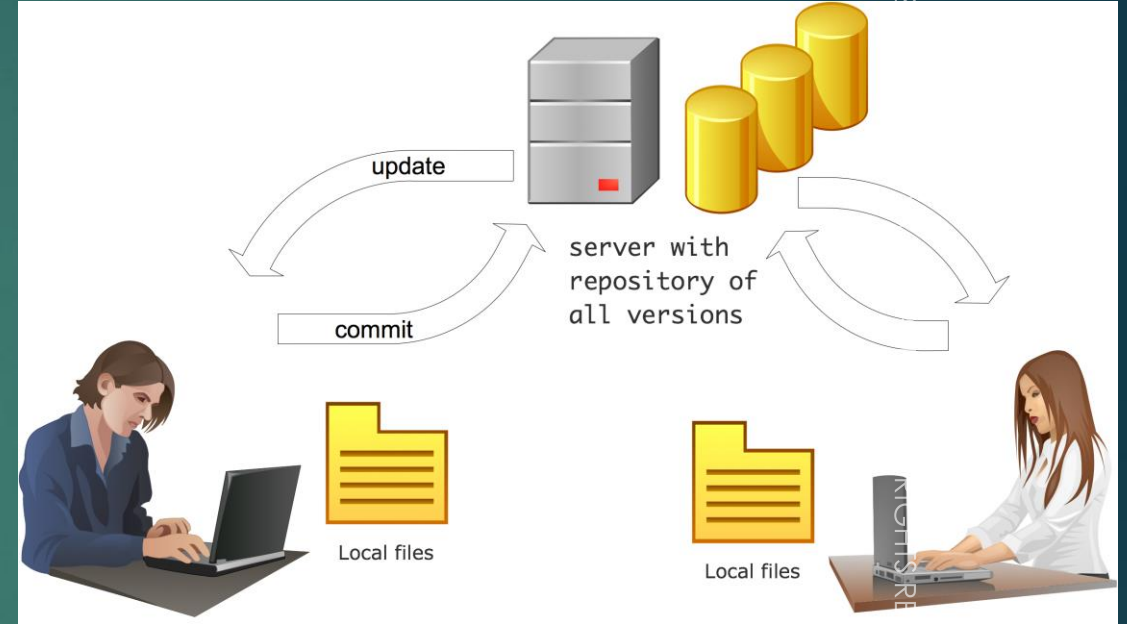 update
commit
server with
repository of
all versions
Local files
Local files